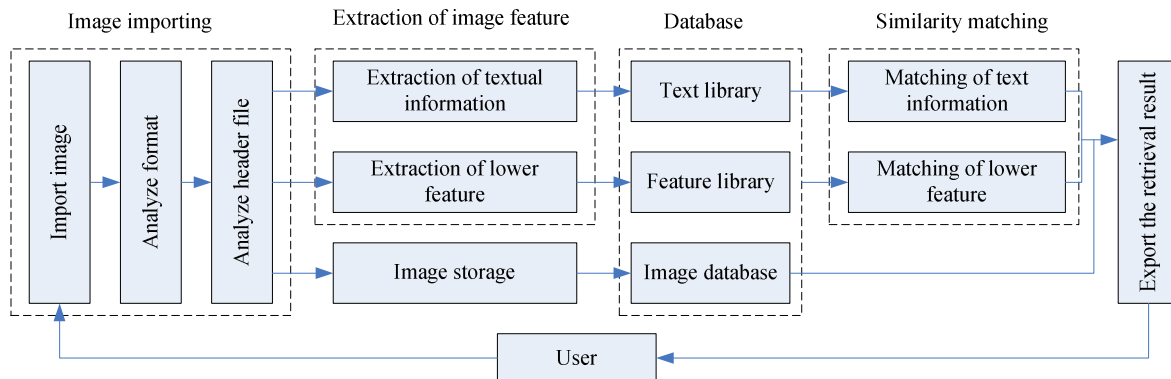 Image importing
Extraction of image feature
Database
Similarity matching
Import image
Analyze format
Analyze header file
Extraction of textual
information
Text library
Matching of text
information
Extraction of lower
feature
Feature library
Matching of lower
feature
Image storage
Image database
Export the retrieval result
User